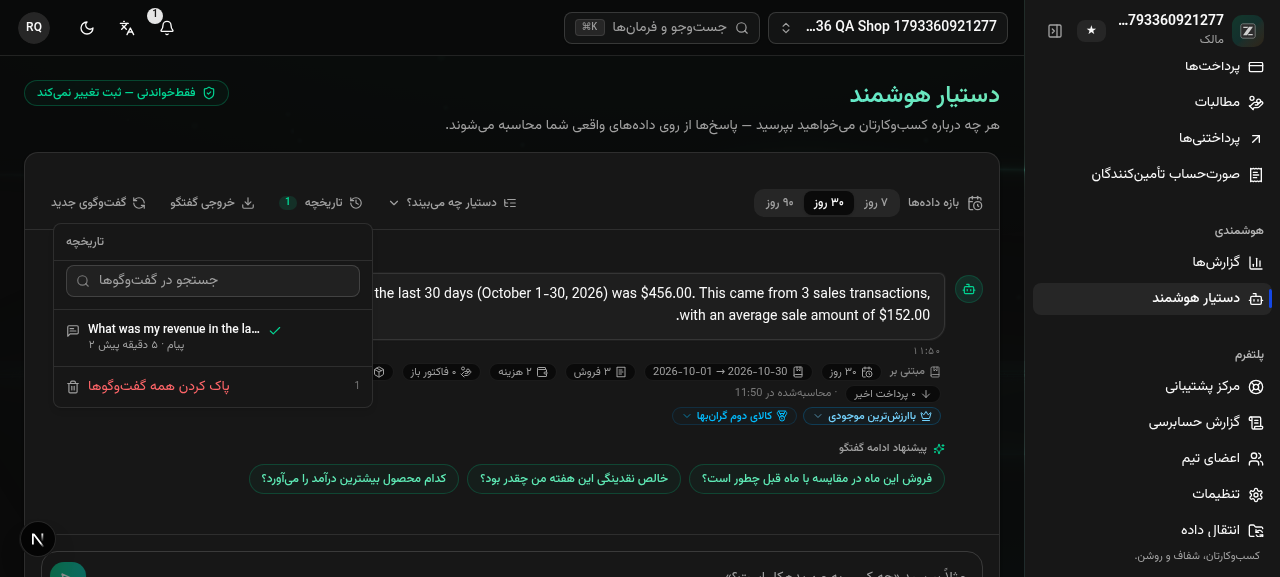 …793360921277
مالک
پرداخت‌ها
مطالبات
پرداختنی‌ها
صورت‌حساب تأمین‌کنندگان
هوشمندی
گزارش‌ها
دستیار هوشمند
پلتفرم
مرکز پشتیبانی
گزارش حسابرسی
اعضای تیم
تنظیمات
انتقال داده
کسب‌وکارتان، شفاف و روشن.
…36 QA Shop 1793360921277
جست‌وجو و فرمان‌ها
⌘K
1
RQ
دستیار هوشمند
فقط‌خواندنی — ثبت تغییر نمی‌کند
هر چه درباره کسب‌وکارتان می‌خواهید بپرسید — پاسخ‌ها از روی داده‌های واقعی شما محاسبه می‌شوند.
بازه داده‌ها
۷ روز
۳۰ روز
۹۰ روز
دستیار چه می‌بیند؟
تاریخچه 1
خروجی گفتگو
گفت‌وگوی جدید
تاریخچه
جستجو در گفت‌وگوها
What was my revenue in the la…
پیام · ۵ دقیقه پیش ۲
پاک کردن همه گفت‌وگوها
1
the last 30 days (October 1-30, 2026) was $456.00. This came from 3 sales transactions,
with an average sale amount of $152.00.
۱۱:۵۰
مبتنی بر
۳۰ روز
2026-10-01 → 2026-10-30
۳ فروش
۲ هزینه
۰ فاکتور باز
۰ پرداخت اخیر
· محاسبه‌شده در 11:50
باارزش‌ترین موجودی
کالای دوم گران‌بها
پیشنهاد ادامه گفتگو
فروش این ماه در مقایسه با ماه قبل چطور است؟
خالص نقدینگی این هفته من چقدر بود؟
کدام محصول بیشترین درآمد را می‌آورد؟
N